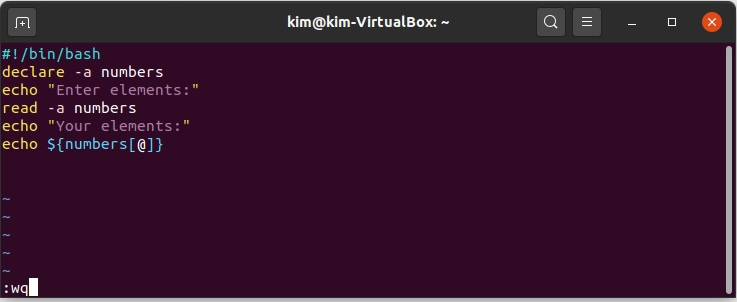 kim@kim-VirtualBox: ~
#!/bin/bash
declare -a numbers
echo "Enter elements:"
read -a numbers
echo "Your elements:"
echo ${numbers[@]}
~
~
~
~
~
:wq